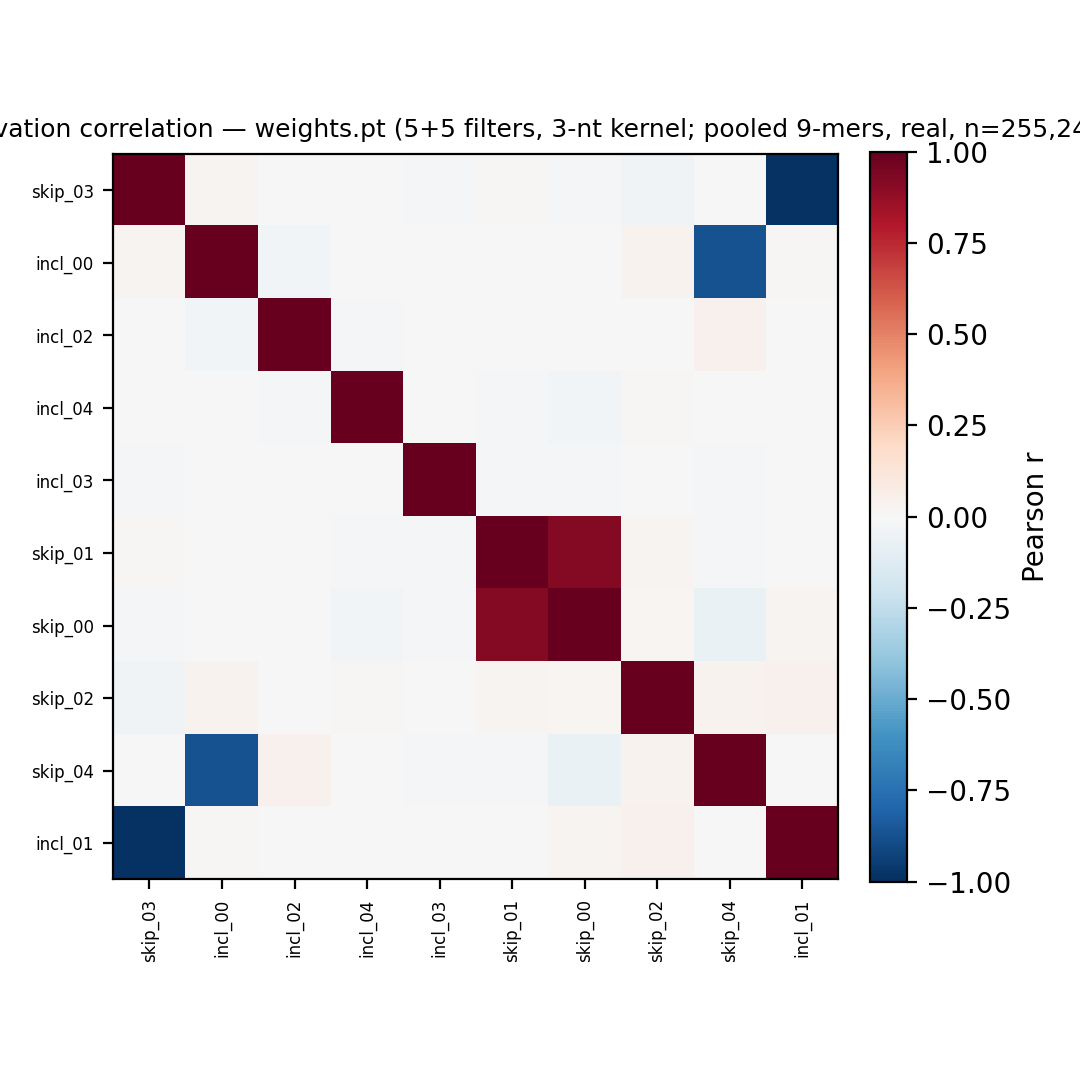 vation correlation — weights.pt (5+5 filters, 3-nt kernel; pooled 9-mers, real, n=255,24
skip_03
incl_00
incl_02
incl_04
incl_03
skip_01
skip_00
skip_02
skip_04
incl_01
skip_03
incl_00
incl_02
incl_04
incl_03
skip_01
skip_00
skip_02
skip_04
incl_01
1.00
0.75
0.50
0.25
0.00
−0.25
−0.50
−0.75
−1.00
Pearson r